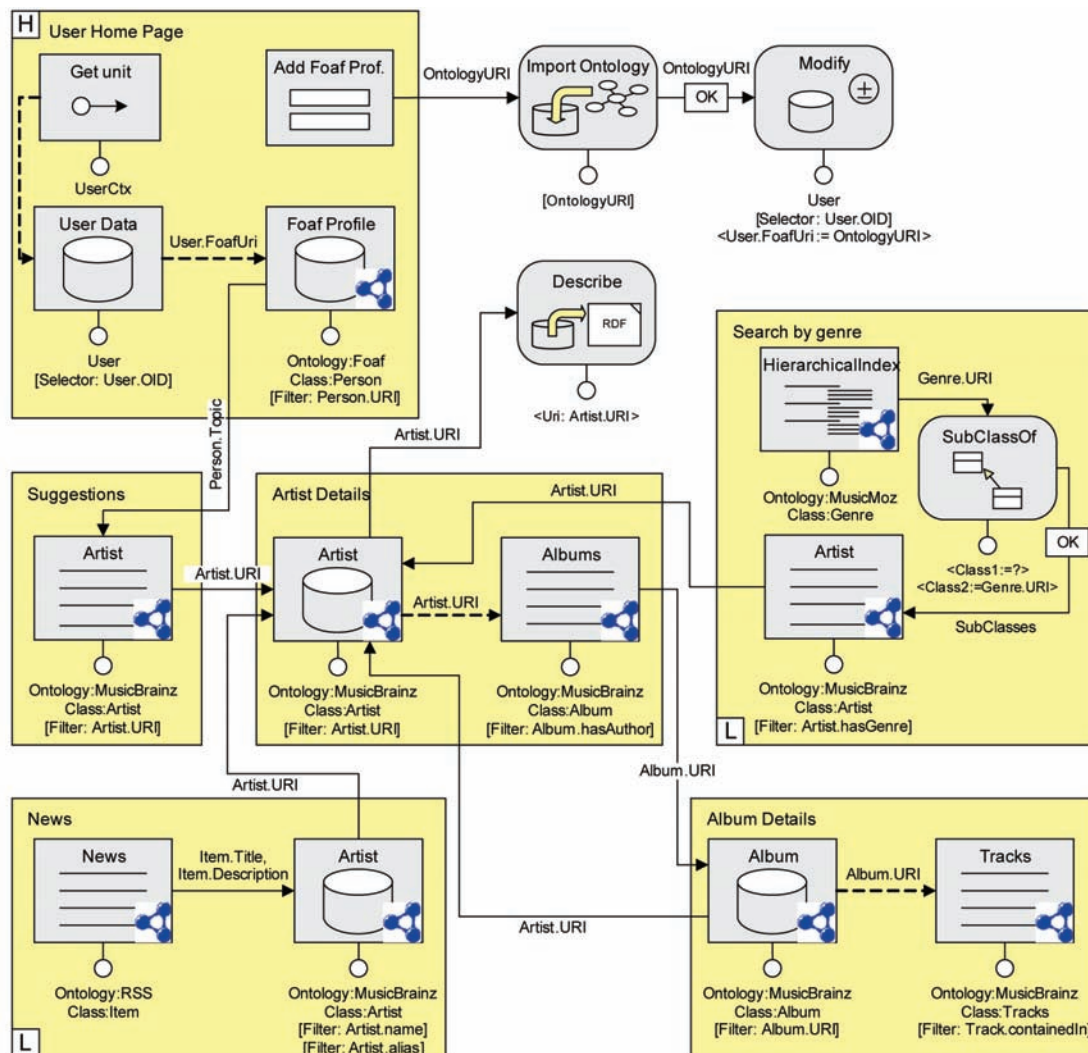 H
User Home Page
Get unit
UserCtx
Add Foaf Prof.
OntologyURI
Import Ontology
[OntologyURI]
OntologyURI
OK
Modify
User
[Selector: User.OID]
<User.FoafUri := OntologyURI>
User Data
User
[Selector: User.OID]
User.FoafUri
Foaf Profile
Ontology:Foaf
Class:Person
[Filter: Person.URI]
Describe
RDF
<Uri: Artist.URI>
Person.Topic
Artist.URI
Search by genre
HierarchicalIndex
Ontology:MusicMoz
Class:Genre
Genre.URI
SubClassOf
<Class1:=?>
<Class2:=Genre.URI>
OK
SubClasses
Artist
Ontology:MusicBrainz
Class:Artist
[Filter: Artist.hasGenre]
L
Suggestions
Artist
Ontology:MusicBrainz
Class:Artist
[Filter: Artist.URI]
Artist.URI
Artist Details
Artist
Ontology:MusicBrainz
Class:Artist
[Filter: Artist.URI]
Artist.URI
Albums
Ontology:MusicBrainz
Class:Album
[Filter: Album.hasAuthor]
Artist.URI
Artist.URI
Album.URI
News
News
Ontology:RSS
Class:Item
Item.Title,
Item.Description
Artist
Ontology:MusicBrainz
Class:Artist
[Filter: Artist.name]
[Filter: Artist.alias]
L
Artist.URI
Album Details
Album
Ontology:MusicBrainz
Class:Album
[Filter: Album.URI]
Album.URI
Tracks
Ontology:MusicBrainz
Class:Tracks
[Filter: Track.containedIn]